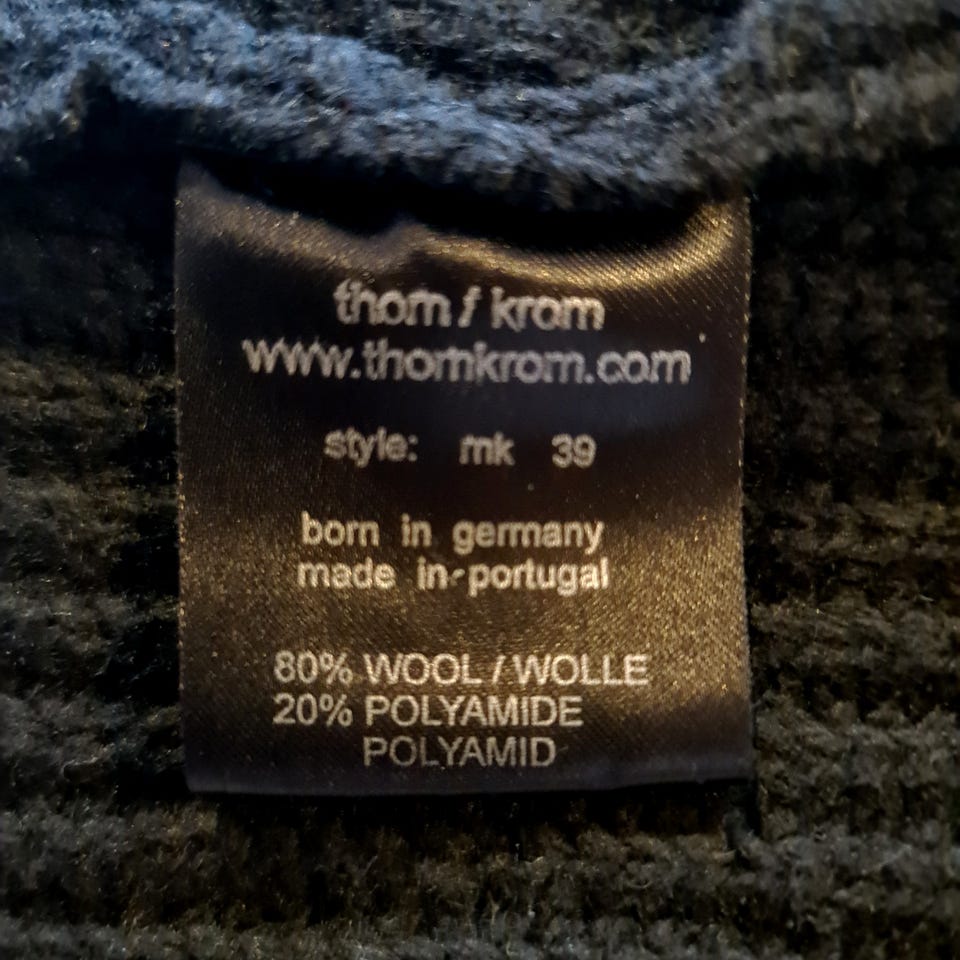 thom / krom
www.thomkrom.com
style: mk 39
born in germany
made in portugal
80% WOOL / WOLLE
20% POLYAMIDE
POLYAMID